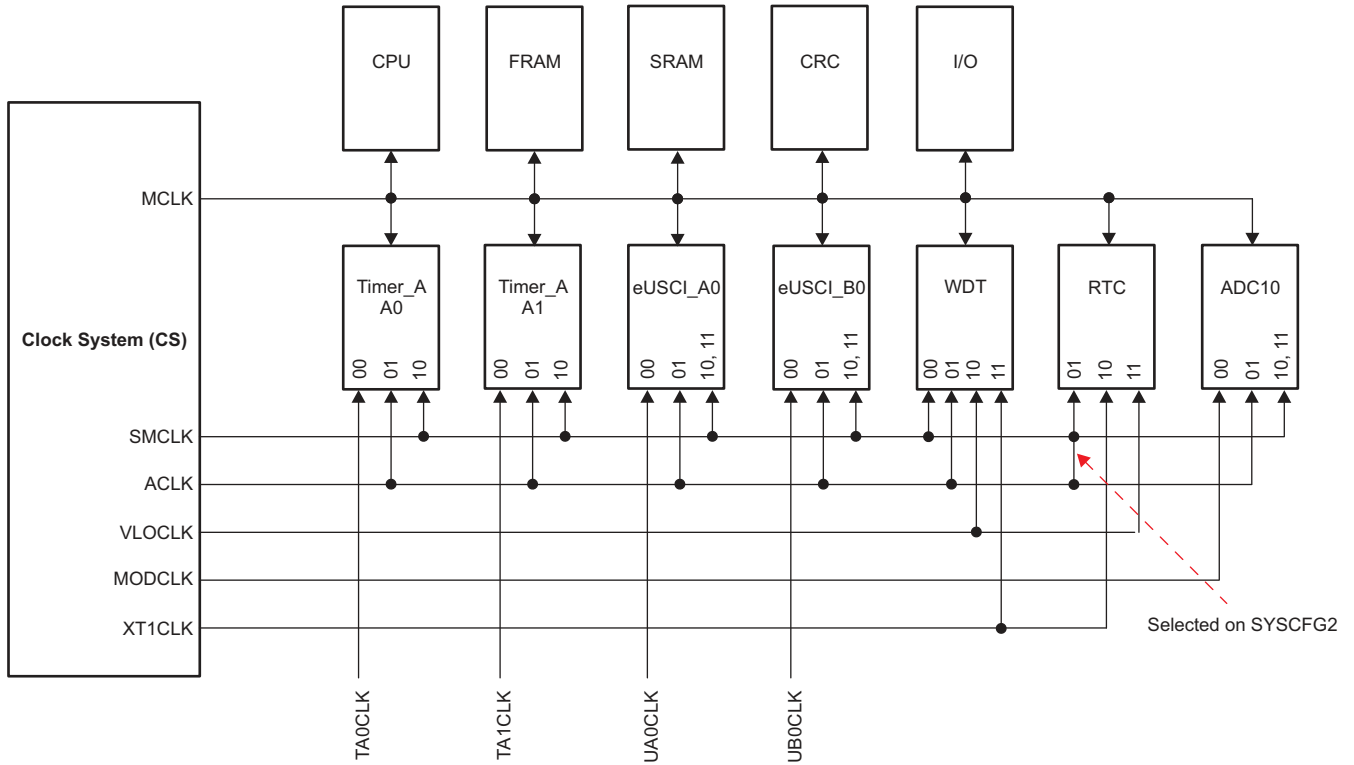 CPU
FRAM
SRAM
CRC
I/O
MCLK
Timer_A
A0
Timer_A
A1
eUSCI_A0
eUSCI_B0
WDT
RTC
ADC10
Clock System (CS)
00
01
10
00
01
10
00
01
10, 11
00
01
10, 11
00
01
10
11
01
10
11
00
01
10, 11
SMCLK
ACLK
VLOCLK
MODCLK
XT1CLK
Selected on SYSCFG2
TA0CLK
TA1CLK
UA0CLK
UB0CLK